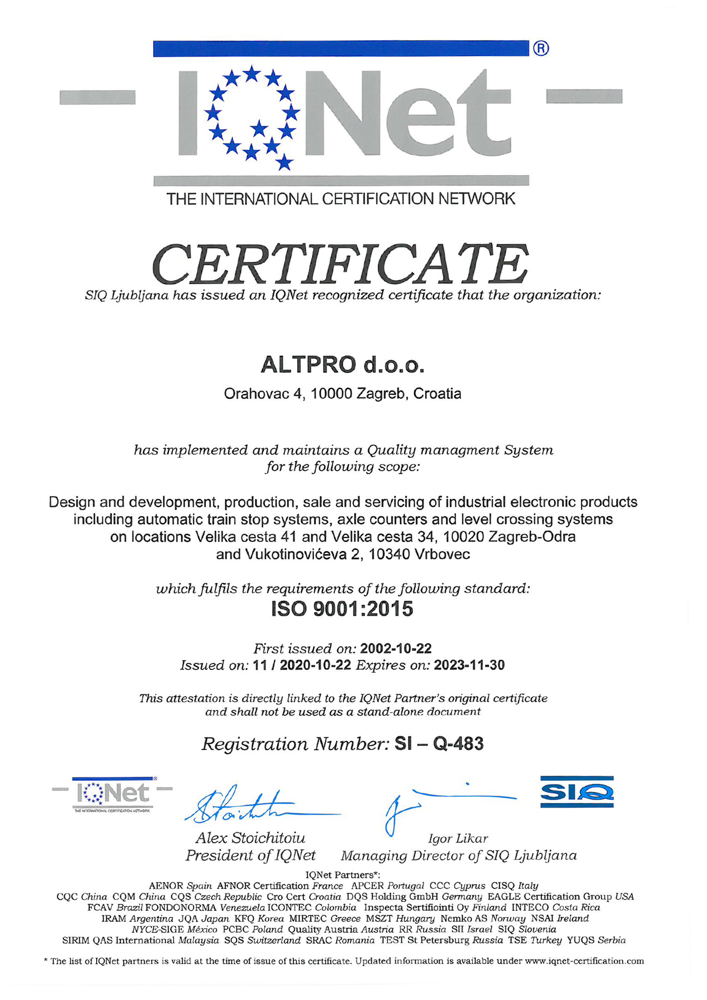 IQNet®
THE INTERNATIONAL CERTIFICATION NETWORK
CERTIFICATE
SIQ Ljubljana has issued an IQNet recognized certificate that the organization:
ALTPRO d.o.o.
Orahovac 4, 10000 Zagreb, Croatia
has implemented and maintains a Quality managment System
for the following scope:
Design and development, production, sale and servicing of industrial electronic products
including automatic train stop systems, axle counters and level crossing systems
on locations Velika cesta 41 and Velika cesta 34, 10020 Zagreb-Odra
and Vukotinovićeva 2, 10340 Vrbovec
which fulfils the requirements of the following standard:
ISO 9001:2015
First issued on: 2002-10-22
Issued on: 11 / 2020-10-22 Expires on: 2023-11-30
This attestation is directly linked to the IQNet Partner's original certificate
and shall not be used as a stand-alone document
Registration Number: SI – Q-483
IQNet®
THE INTERNATIONAL CERTIFICATION NETWORK
SIQ
Alex Stoichitoiu
President of IQNet
Igor Likar
Managing Director of SIQ Ljubljana
IQNet Partners*:
AENOR Spain AFNOR Certification France APCER Portugal CCC Cyprus CISQ Italy
CQC China CQM China CQS Czech Republic Cro Cert Croatia DQS Holding GmbH Germany EAGLE Certification Group USA
FCAV Brazil FONDONORMA Venezuela ICONTEC Colombia Inspecta Sertifiointi Oy Finland INTECO Costa Rica
IRAM Argentina JQA Japan KFQ Korea MIRTEC Greece MSZT Hungary Nemko AS Norway NSAI Ireland
NYCE-SIGE México PCBC Poland Quality Austria Austria RR Russia SII Israel SIQ Slovenia
SIRIM QAS International Malaysia SQS Switzerland SRAC Romania TEST St Petersburg Russia TSE Turkey YUQS Serbia
* The list of IQNet partners is valid at the time of issue of this certificate. Updated information is available under www.iqnet-certification.com